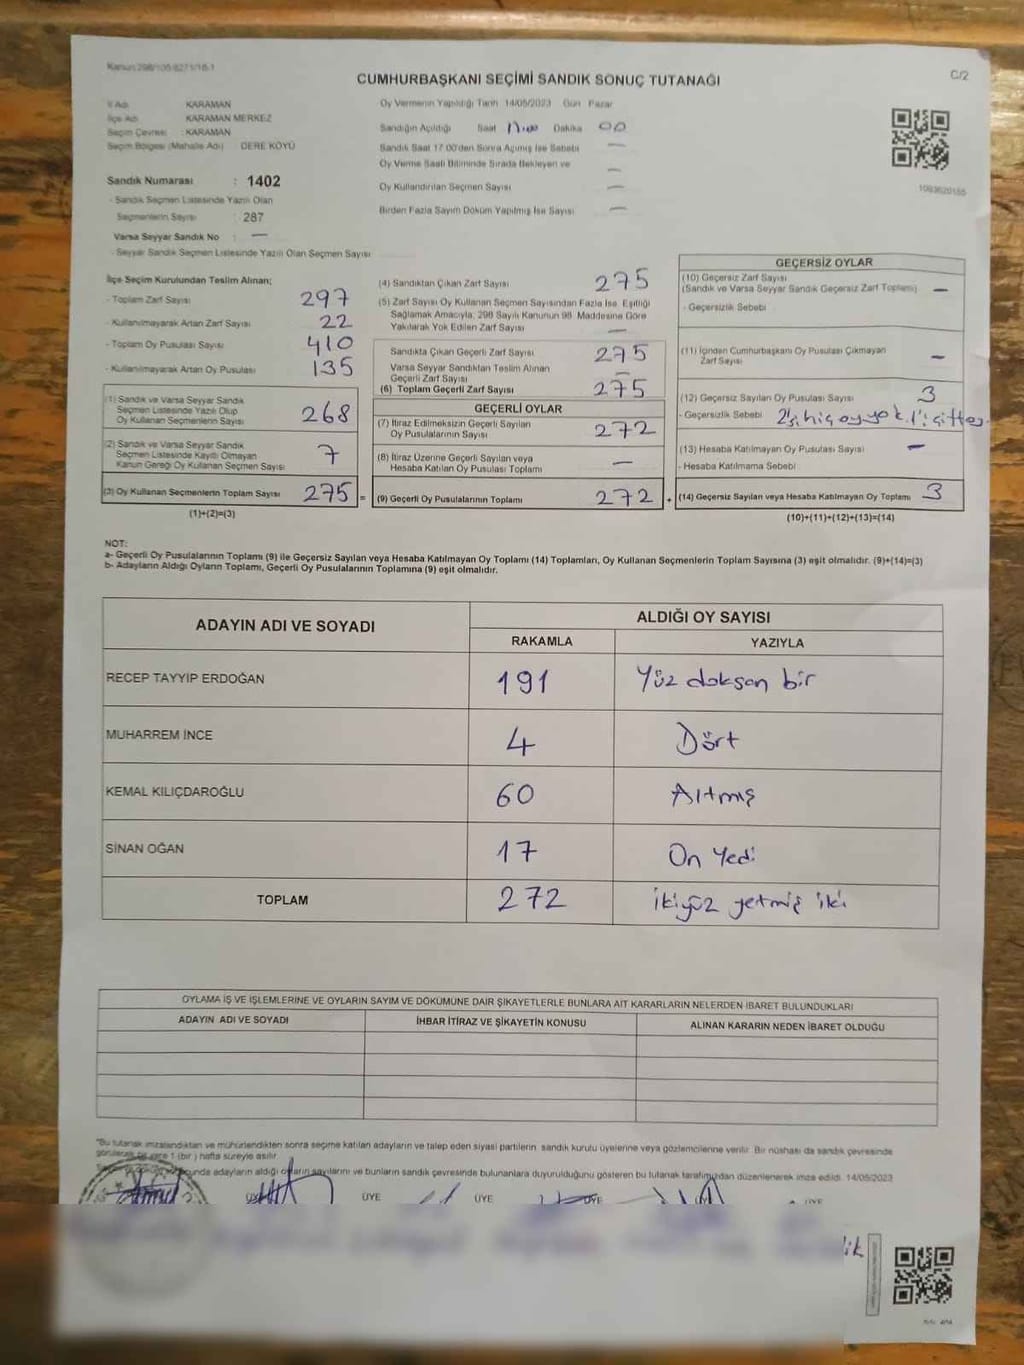 Kanun 298/105-6271/16-1
C/2
CUMHURBAŞKANI SEÇİMİ SANDIK SONUÇ TUTANAĞI
İl Adı KARAMAN
İlçe Adı KARAMAN MERKEZ
Seçim Çevresi : KARAMAN
Seçim Bölgesi (Mahalle Adı) DERE KÖYÜ
Sandık Numarası : 1402
- Sandık Seçmen Listesinde Yazılı Olan
Seçmenlerin Sayısı : 287
Varsa Seyyar Sandık No : —
- Seyyar Sandık Seçmen Listesinde Yazılı Olan Seçmen Sayısı
Oy Vermenin Yapıldığı Tarih 14/05/2023 Gün Pazar
Sandığın Açıldığı Saat 17:00 Dakika 00
Sandık Saat 17.00'den Sonra Açılmış İse Sebebi —
Oy Verme Saati Bitiminde Sırada Bekleyen ve —
Oy Kullandırılan Seçmen Sayısı —
Birden Fazla Sayım Döküm Yapılmış İse Sayısı —
1093620155
İlçe Seçim Kurulundan Teslim Alınan;
- Toplam Zarf Sayısı 297
- Kullanılmayarak Artan Zarf Sayısı 22
- Toplam Oy Pusulası Sayısı 410
- Kullanılmayarak Artan Oy Pusulası 135
(1) Sandık ve Varsa Seyyar Sandık
Seçmen Listesinde Yazılı Olup
Oy Kullanan Seçmenlerin Sayısı 268
(2) Sandık ve Varsa Seyyar Sandık
Seçmen Listesinde Kayıtlı Olmayan
Kanun Gereği Oy Kullanan Seçmen Sayısı 7
(3) Oy Kullanan Seçmenlerin Toplam Sayısı 275 =
(1)+(2)=(3)
(4) Sandıktan Çıkan Zarf Sayısı 275
(5) Zarf Sayısı Oy Kullanan Seçmen Sayısından Fazla İse, Eşitliği
Sağlamak Amacıyla, 298 Sayılı Kanunun 98. Maddesine Göre
Yakılarak Yok Edilen Zarf Sayısı —
Sandıkta Çıkan Geçerli Zarf Sayısı 275
Varsa Seyyar Sandıktan Teslim Alınan
Geçerli Zarf Sayısı —
(6) Toplam Geçerli Zarf Sayısı 275
GEÇERLİ OYLAR
(7) İtiraz Edilmeksizin Geçerli Sayılan
Oy Pusulalarının Sayısı 272
(8) İtiraz Üzerine Geçerli Sayılan veya
Hesaba Katılan Oy Pusulası Toplamı —
(9) Geçerli Oy Pusulalarının Toplamı 272 +
GEÇERSİZ OYLAR
(10) Geçersiz Zarf Sayısı
(Sandık ve Varsa Seyyar Sandık Geçersiz Zarf Toplamı) —
- Geçersizlik Sebebi
(11) İçinden Cumhurbaşkanı Oy Pusulası Çıkmayan
Zarf Sayısı —
(12) Geçersiz Sayılan Oy Pusulası Sayısı 3
- Geçersizlik Sebebi 2'si hiç oy yok. 1'i çifte
(13) Hesaba Katılmayan Oy Pusulası Sayısı —
- Hesaba Katılmama Sebebi
(14) Geçersiz Sayılan veya Hesaba Katılmayan Oy Toplamı 3
(10)+(11)+(12)+(13)=(14)
NOT:
a- Geçerli Oy Pusulalarının Toplamı (9) ile Geçersiz Sayılan veya Hesaba Katılmayan Oy Toplamı (14) Toplamları, Oy Kullanan Seçmenlerin Toplam Sayısına (3) eşit olmalıdır. (9)+(14)=(3)
b- Adayların Aldığı Oyların Toplamı, Geçerli Oy Pusulalarının Toplamına (9) eşit olmalıdır.
ADAYIN ADI VE SOYADI ALDIĞI OY SAYISI
RAKAMLA YAZIYLA
RECEP TAYYİP ERDOĞAN 191 Yüz doksan bir
MUHARREM İNCE 4 Dört
KEMAL KILIÇDAROĞLU 60 Altmış
SİNAN OĞAN 17 On Yedi
TOPLAM 272 ikiyüz yetmiş iki
OYLAMA İŞ VE İŞLEMLERİNE VE OYLARIN SAYIM VE DÖKÜMÜNE DAİR ŞİKAYETLERLE BUNLARA AİT KARARLARIN NELERDEN İBARET BULUNDUKLARI
ADAYIN ADI VE SOYADI İHBAR İTİRAZ VE ŞİKAYETİN KONUSU ALINAN KARARIN NEDEN İBARET OLDUĞU
"Bu tutanak imzalandıktan ve mühürlendikten sonra seçime katılan adayların ve talep eden siyasi partilerin sandık kurulu üyelerine veya gözlemcilerine verilir. Bir nüshası da sandık çevresinde
görülecek bir yere 1 (bir) hafta süreyle asılır.
adayların aldığı oyların sayılarını ve bunların sandık çevresinde bulunanlara duyurulduğunu gösteren bu tutanak tarafımızdan düzenlenerek imza edildi. 14/05/2023
ÜYE ÜYE ÜYE ÜYE